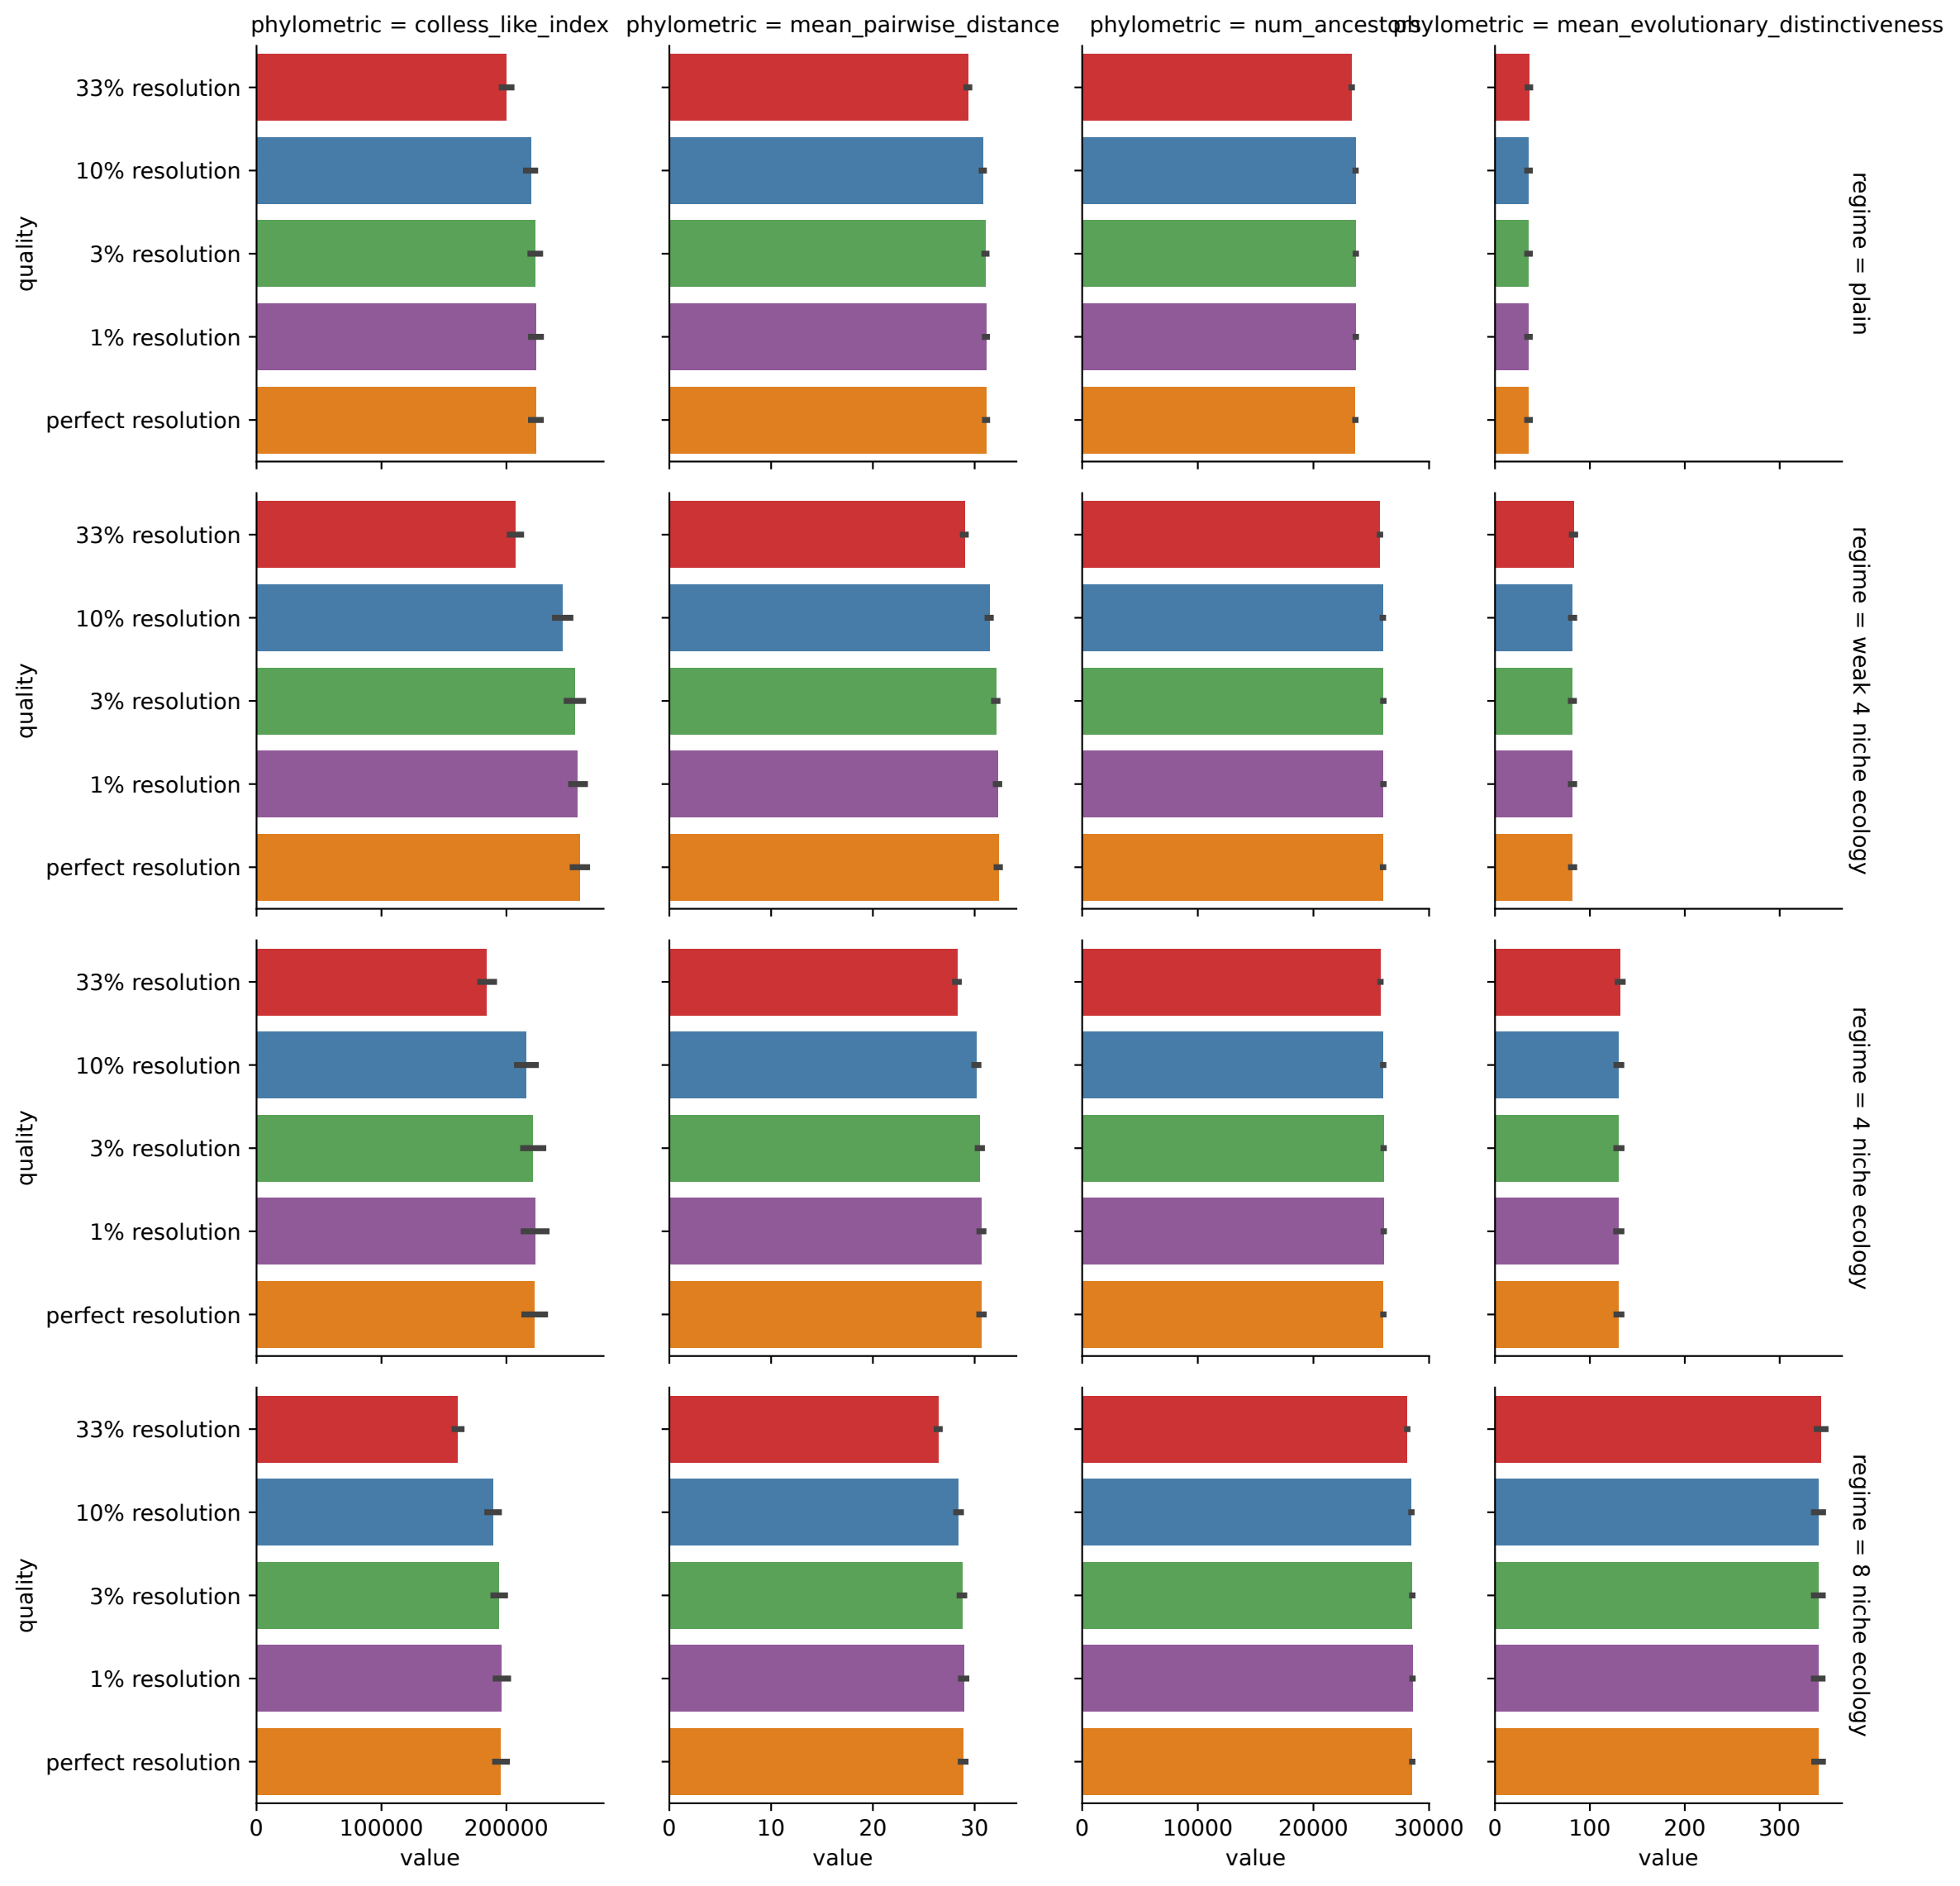 phylometric = colless_like_index
phylometric = mean_pairwise_distance
phylometric = num_ancestors
phylometric = mean_evolutionary_distinctiveness
quality
33% resolution
10% resolution
3% resolution
1% resolution
perfect resolution
regime = plain
quality
33% resolution
10% resolution
3% resolution
1% resolution
perfect resolution
regime = weak 4 niche ecology
quality
33% resolution
10% resolution
3% resolution
1% resolution
perfect resolution
regime = 4 niche ecology
quality
33% resolution
10% resolution
3% resolution
1% resolution
perfect resolution
regime = 8 niche ecology
0 100000 200000
0 10 20 30
0 10000 20000 30000
0 100 200 300
value
value
value
value